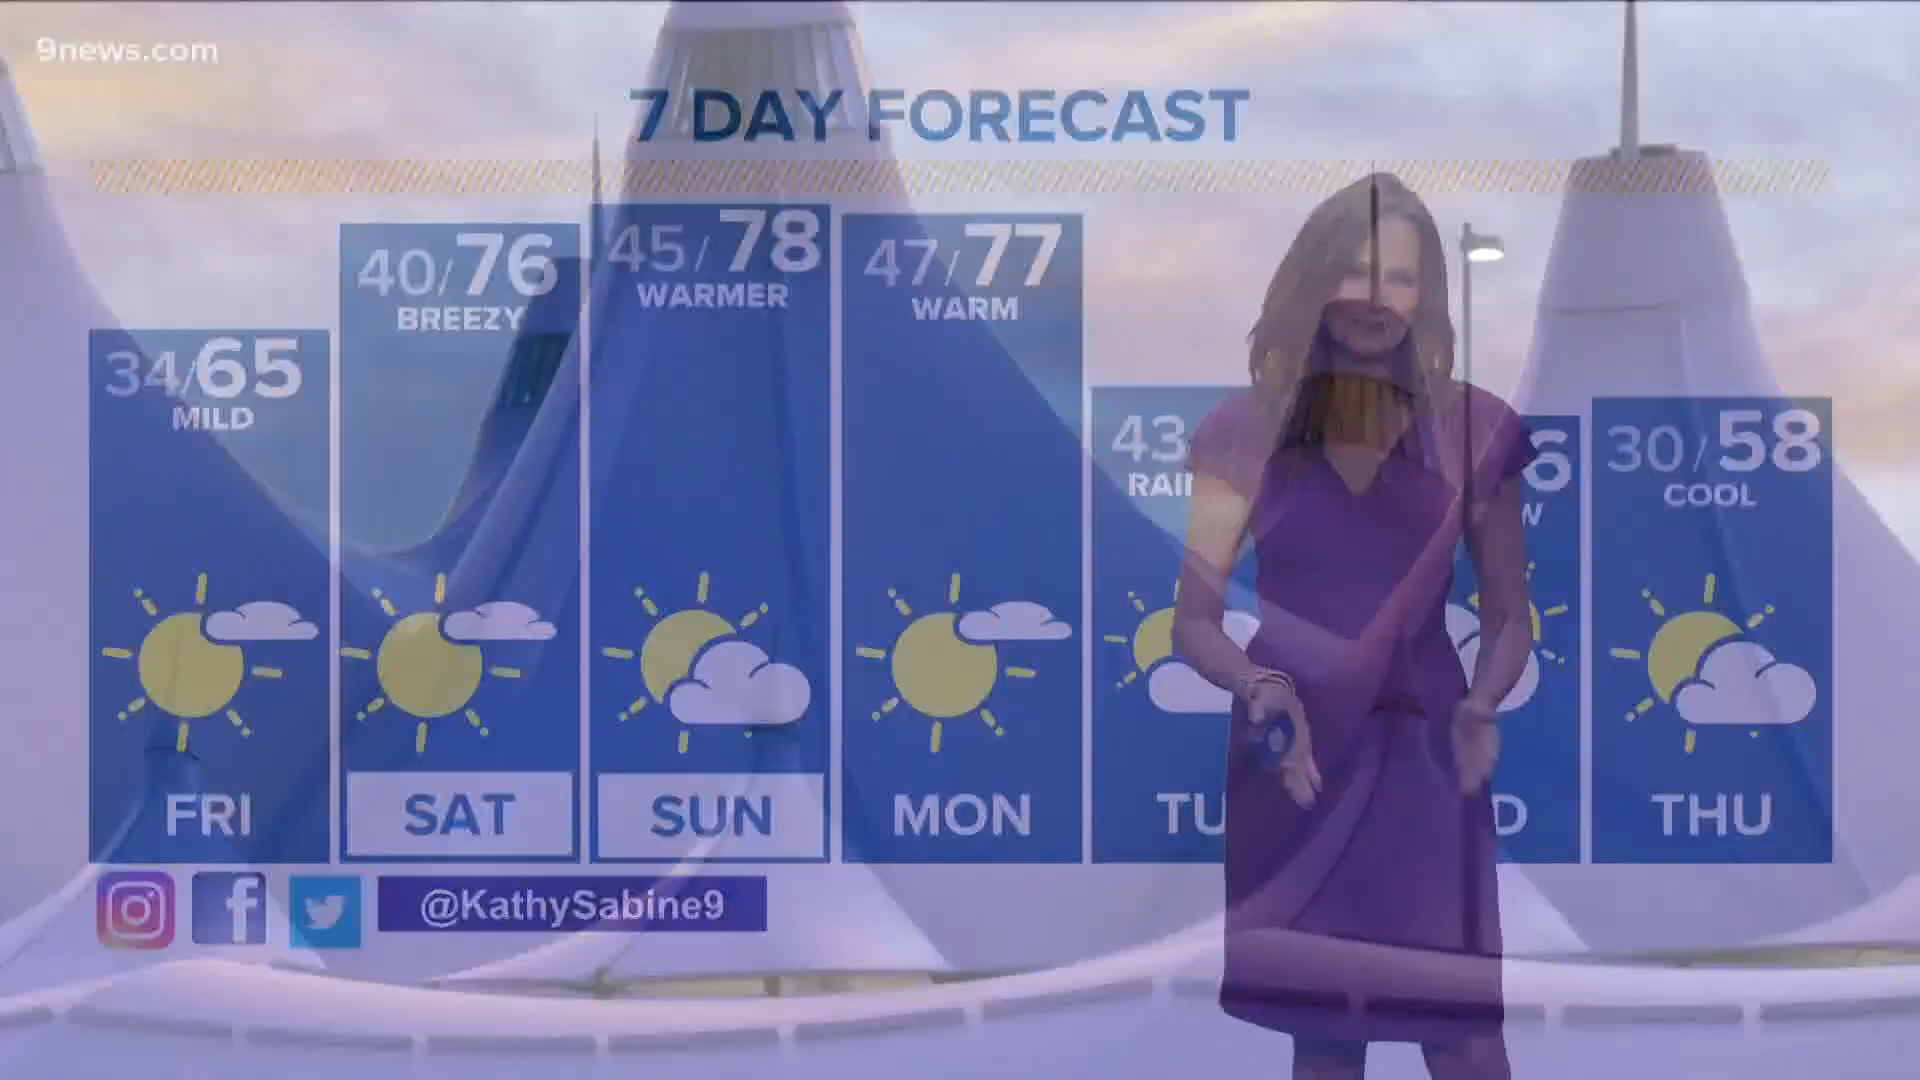 9news.com
7 DAY FORECAST
34/65
MILD
FRI
40/76
BREEZY
SAT
45/78
WARMER
SUN
47/77
WARM
MON
43
30/58
COOL
THU
@KathySabine9